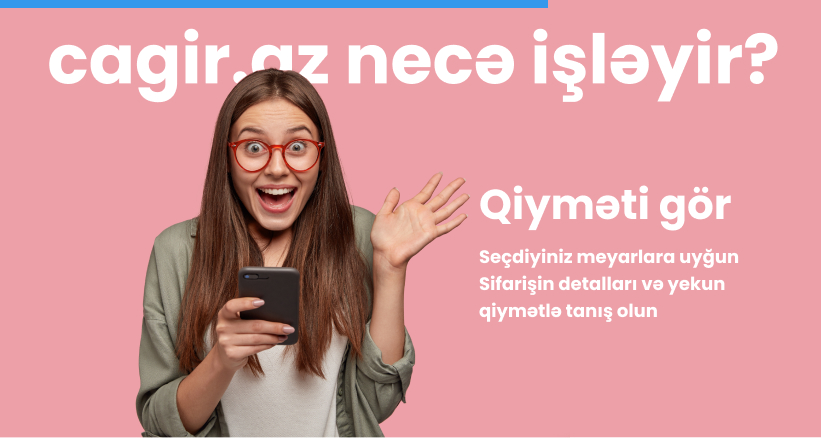 cagir.az necə işləyir?
Qiyməti gör
Seçdiyiniz meyarlara uyğun
Sifarişin detalları və yekun
qiymətlə tanış olun